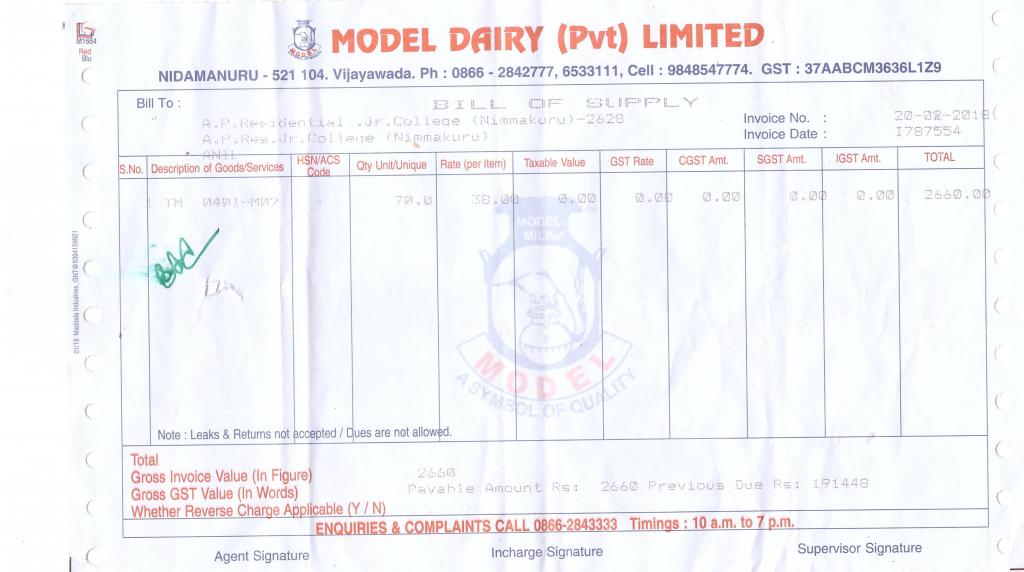 M1664
Red
Blu
MODEL
MODEL DAIRY (Pvt) LIMITED
NIDAMANURU - 521 104. Vijayawada. Ph : 0866 - 2842777, 6533111, Cell : 9848547774. GST : 37AABCM3636L1Z9
Bill To :
BILL OF SUPPLY
A.P.Residential .Jr.College (Nimmakuru)-2628
A.P.Res.Jr.College (Nimmakuru)
ANIL
Invoice No. : 20-02-2018
Invoice Date : I787554
S.No. Description of Goods/Services HSN/ACS Code Qty Unit/Unique Rate (per Item) Taxable Value GST Rate CGST Amt. SGST Amt. IGST Amt. TOTAL
1 TM 0401--M02 - 70.0 38.00 0.00 0.00 0.00 0.00 0.00 2660.00
MODEL
MILK
MODEL
A SYMBOL OF QUALITY
Note : Leaks & Returns not accepted / Dues are not allowed.
Total
Gross Invoice Value (In Figure) 2660
Gross GST Value (In Words) Payable Amount Rs: 2660 Previous Due Rs: 191448
Whether Reverse Charge Applicable (Y / N)
ENQUIRIES & COMPLAINTS CALL 0866-2843333 Timings : 10 a.m. to 7 p.m.
Agent Signature Incharge Signature Supervisor Signature